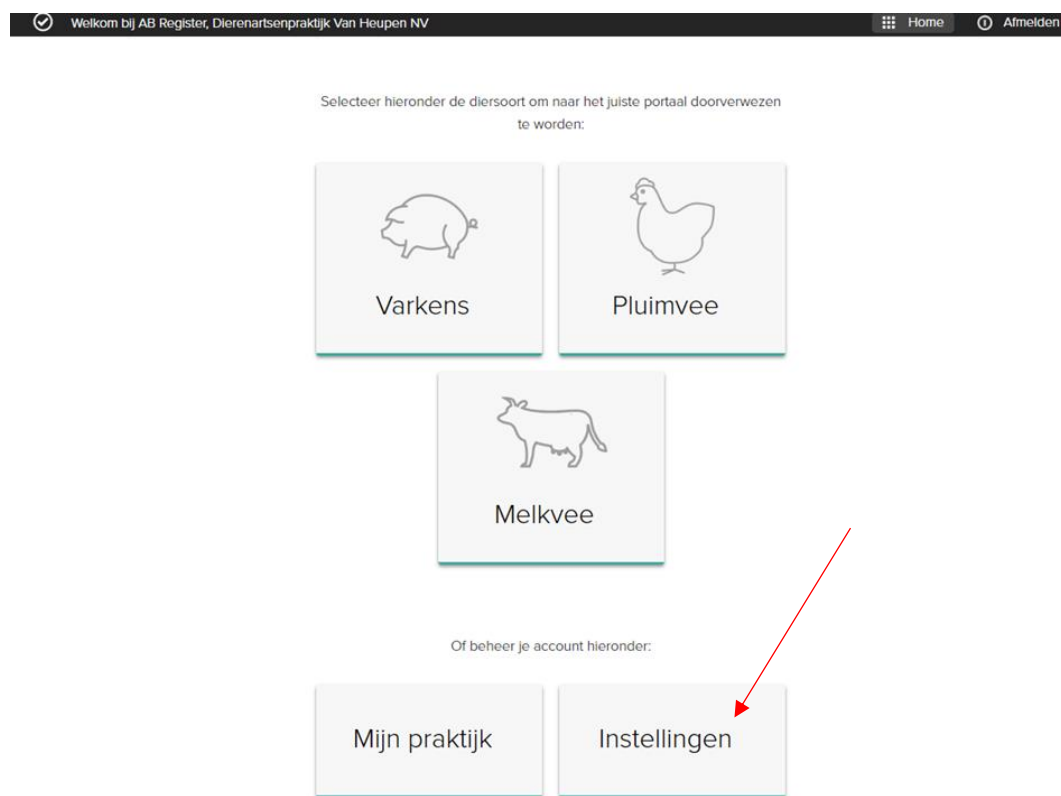 Welkom bij AB Register, Dierenartsenpraktijk Van Heupen NV
Home
Afmelden
Selecteer hieronder de diersoort om naar het juiste portaal doorverwezen
te worden:
Varkens
Pluimvee
Melkvee
Of beheer je account hieronder:
Mijn praktijk
Instellingen